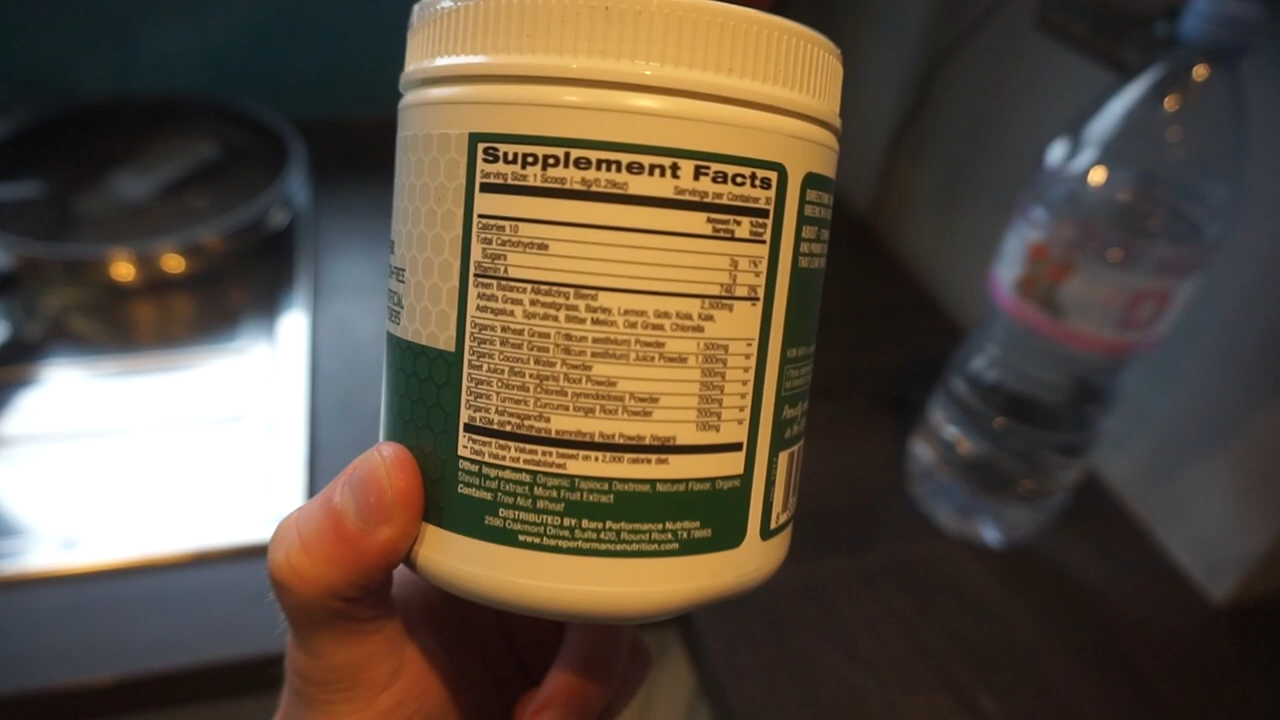 Supplement Facts
Serving Size: 1 Scoop (~8g/0.29oz) Servings per Container: 30
Amount Per Serving %Daily Value*
Calories 10
Total Carbohydrate 2g 1%*
Sugars 1g **
Vitamin A 0%
Green Balance Alkalizing Blend 2,500mg **
Alfalfa Grass, Wheatgrass, Barley, Lemon, Gotu Kola, Kale,
Astragalus, Spirulina, Bitter Melon, Oat Grass, Chlorella
Organic Wheat Grass (Triticum aestivium) Powder 1,500mg **
Organic Wheat Grass (Triticum aestivium) Juice Powder 1,000mg **
Organic Coconut Water Powder 500mg **
Beet Juice (Beta vulgaris) Root Powder 250mg **
Organic Chlorella (Chlorella pyrendoidosa) Powder 200mg **
Organic Turmeric (Curcuma longa) Root Powder 200mg **
Organic Ashwagandha 100mg **
(as KSM-66®)(Whithania somnifera) Root Powder (Vegan)
* Percent Daily Values are based on a 2,000 calorie diet.
** Daily Value not established.
Other Ingredients: Organic Tapioca Dextrose, Natural Flavor, Organic
Stevia Leaf Extract, Monk Fruit Extract
Contains: Tree Nut, Wheat
DISTRIBUTED BY: Bare Performance Nutrition
2590 Oakmont Drive, Suite 420, Round Rock, TX 78665
www.bareperformancenutrition.com